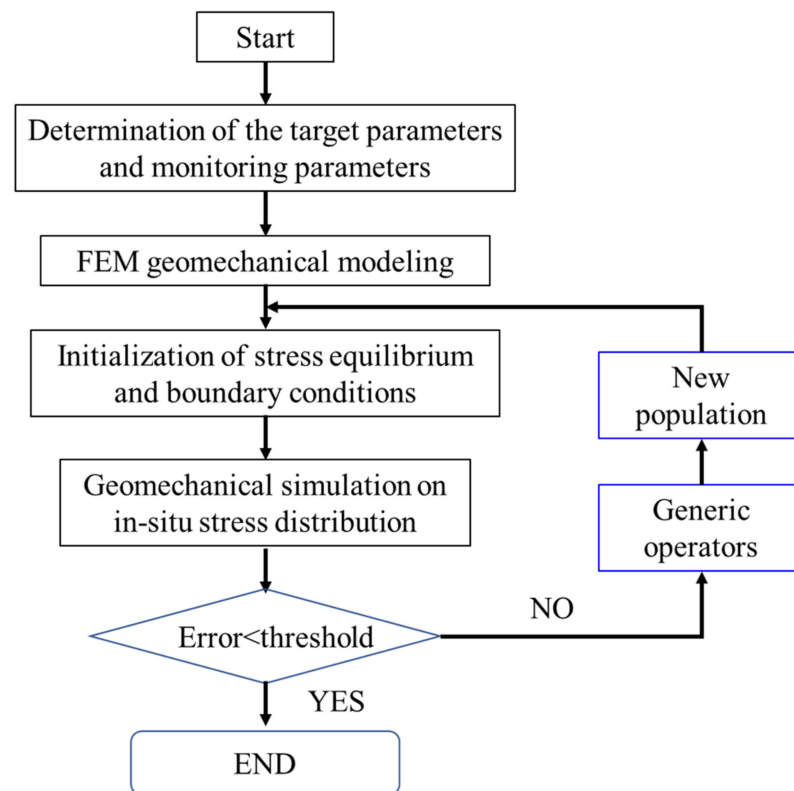 Start
Determination of the target parameters
and monitoring parameters
FEM geomechanical modeling
Initialization of stress equilibrium
and boundary conditions
New
population
Geomechanical simulation on
in-situ stress distribution
Generic
operators
Error<threshold
NO
YES
END